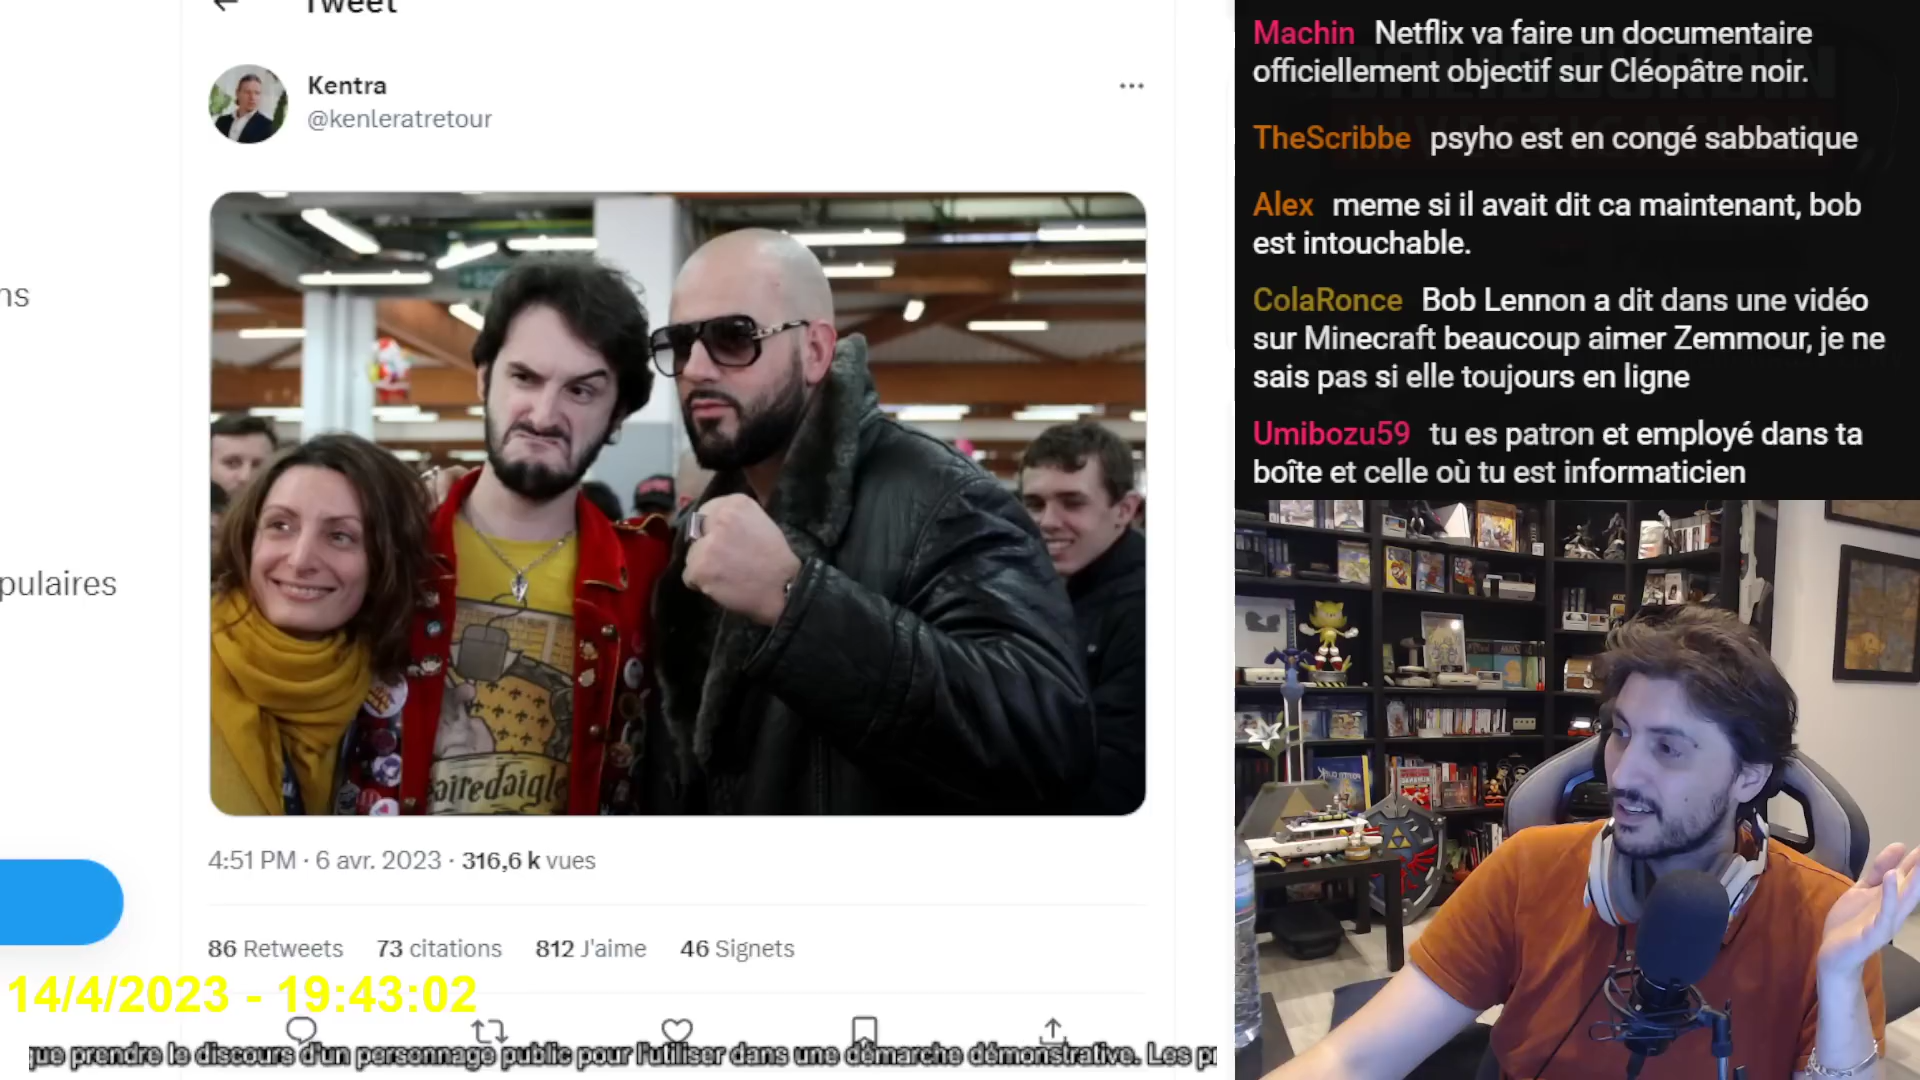 Tweet
Kentra
@kenleratretour
ns
pulaires
airedaigle
4:51 PM · 6 avr. 2023 · 316,6 k vues
86 Retweets 73 citations 812 J'aime 46 Signets
14/4/2023 - 19:43:02
que prendre le discours d'un personnage public pour l'utiliser dans une démarche démonstrative. Les pr
Machin Netflix va faire un documentaire
officiellement objectif sur Cléopâtre noir.
TheScribbe psyho est en congé sabbatique
Alex meme si il avait dit ca maintenant, bob
est intouchable.
ColaRonce Bob Lennon a dit dans une vidéo
sur Minecraft beaucoup aimer Zemmour, je ne
sais pas si elle toujours en ligne
Umibozu59 tu es patron et employé dans ta
boîte et celle où tu est informaticien